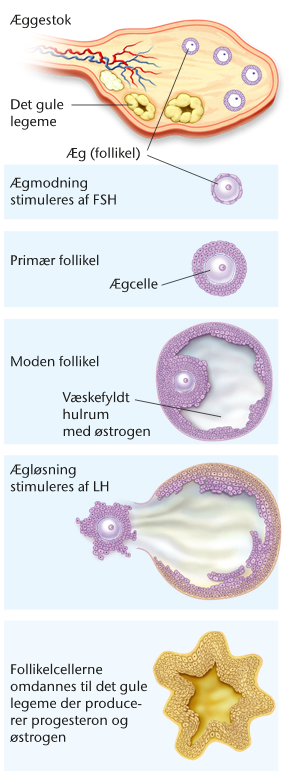 Æggestok
Det gule
legeme
Æg (follikel)
Ægmodning
stimuleres af FSH
Primær follikel
Ægcelle
Moden follikel
Væskefyldt
hulrum
med østrogen
Ægløsning
stimuleres af LH
Follikelcellerne
omdannes til det gule
legeme der produce-
rer progesteron og
østrogen